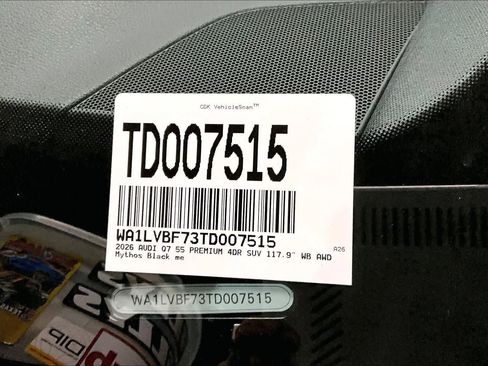 CDK VehicleScan™
TD007515
WA1LVBF73TD007515
2026 AUDI Q7 55 PREMIUM 4DR SUV 117.9" WB AWD
A26
Mythos Black me
WA1LVBF73TD007515